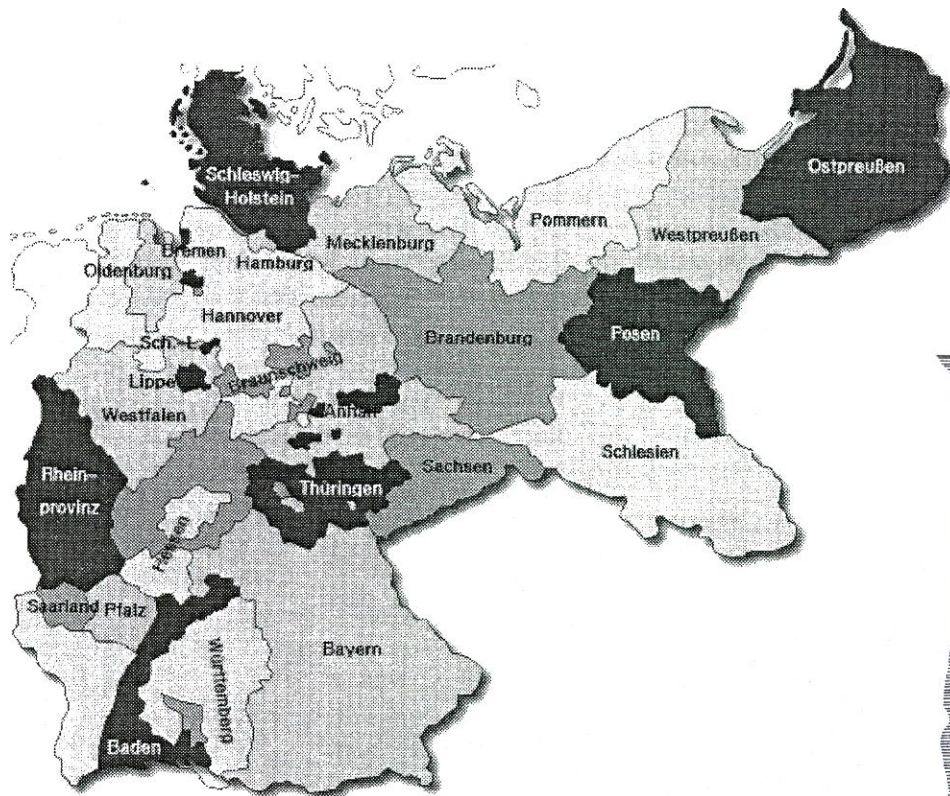 Schleswig-
Holstein
Ostpreußen
Pommern
Westpreußen
Mecklenburg
Bremen
Hamburg
Oldenburg
Hannover
Brandenburg
Posen
Sch.-L.
Lippe
Braunschweig
Westfalen
Anhalt
Schlesien
Sachsen
Rhein-
provinz
Thüringen
Hessen
Saarland
Pfalz
Württemberg
Bayern
Baden